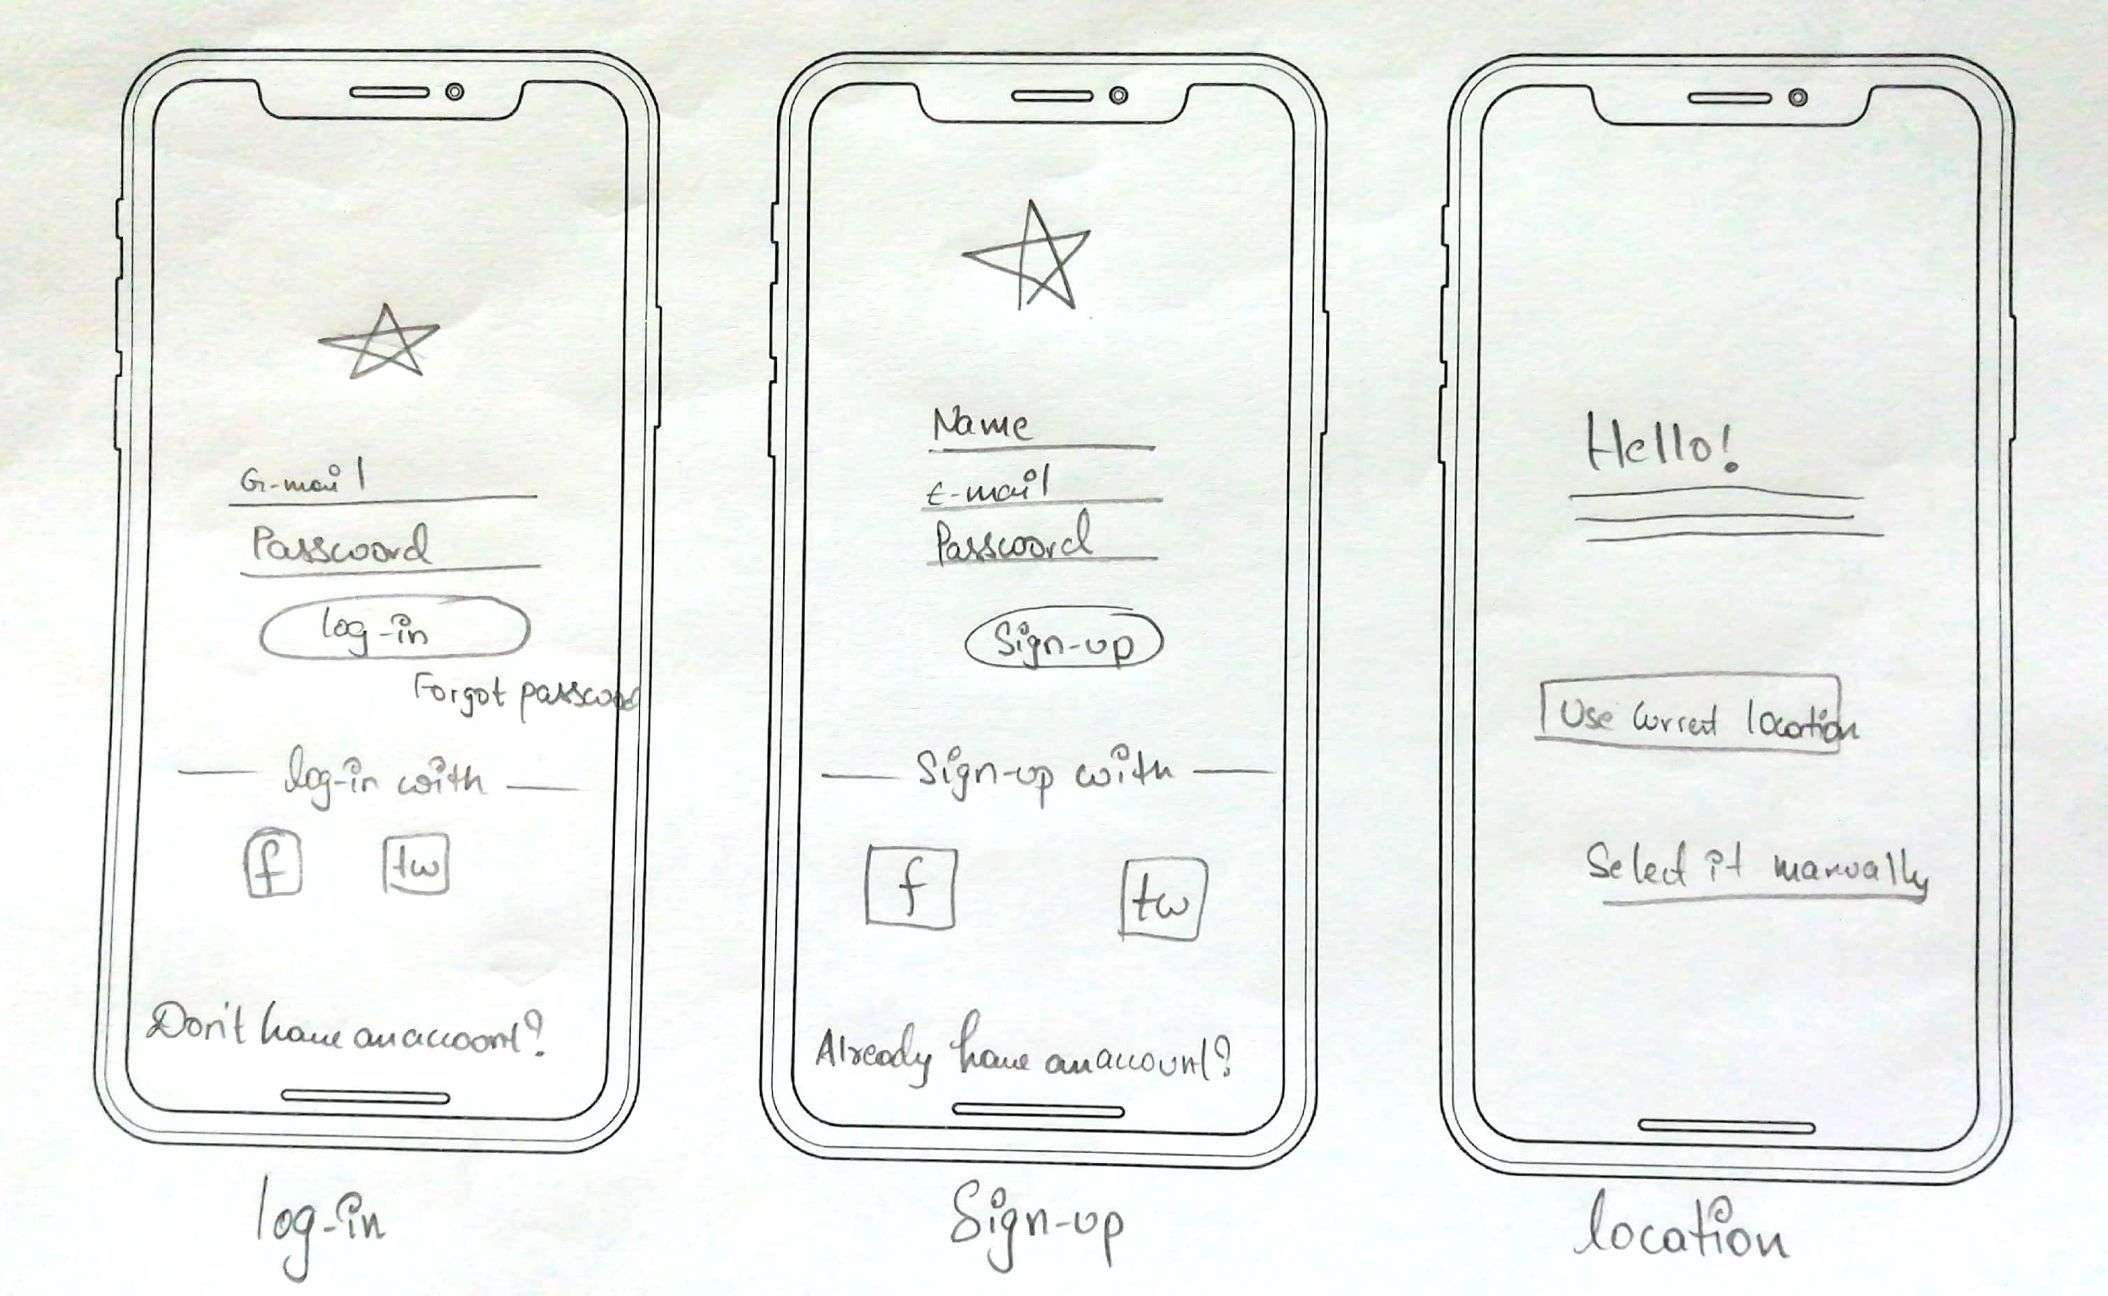 G-mail
Password
log-in
Forgot password
log-in with
f
tw
Don't have an account?
log-in
Name
E-mail
Password
Sign-up
Sign-up with
f
tw
Already have an account?
Sign-up
Hello!
Use current location
Select it manually
location